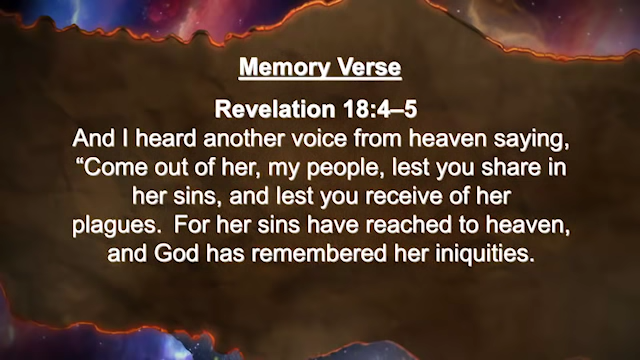 Memory Verse
Revelation 18:4–5
And I heard another voice from heaven saying,
“Come out of her, my people, lest you share in
her sins, and lest you receive of her
plagues.  For her sins have reached to heaven,
and God has remembered her iniquities.